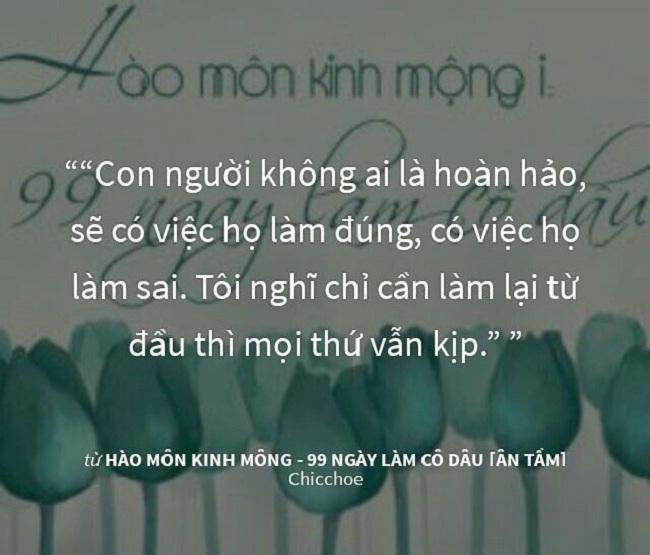 Hào môn kinh mộng i:
99 ngày làm cô dâu
““Con người không ai là hoàn hảo,
sẽ có việc họ làm đúng, có việc họ
làm sai. Tôi nghĩ chỉ cần làm lại từ
đầu thì mọi thứ vẫn kịp.” ”
từ HÀO MÔN KINH MÔNG - 99 NGÀY LÀM CÔ DÂU [ÂN TẦM]
Chicchoe